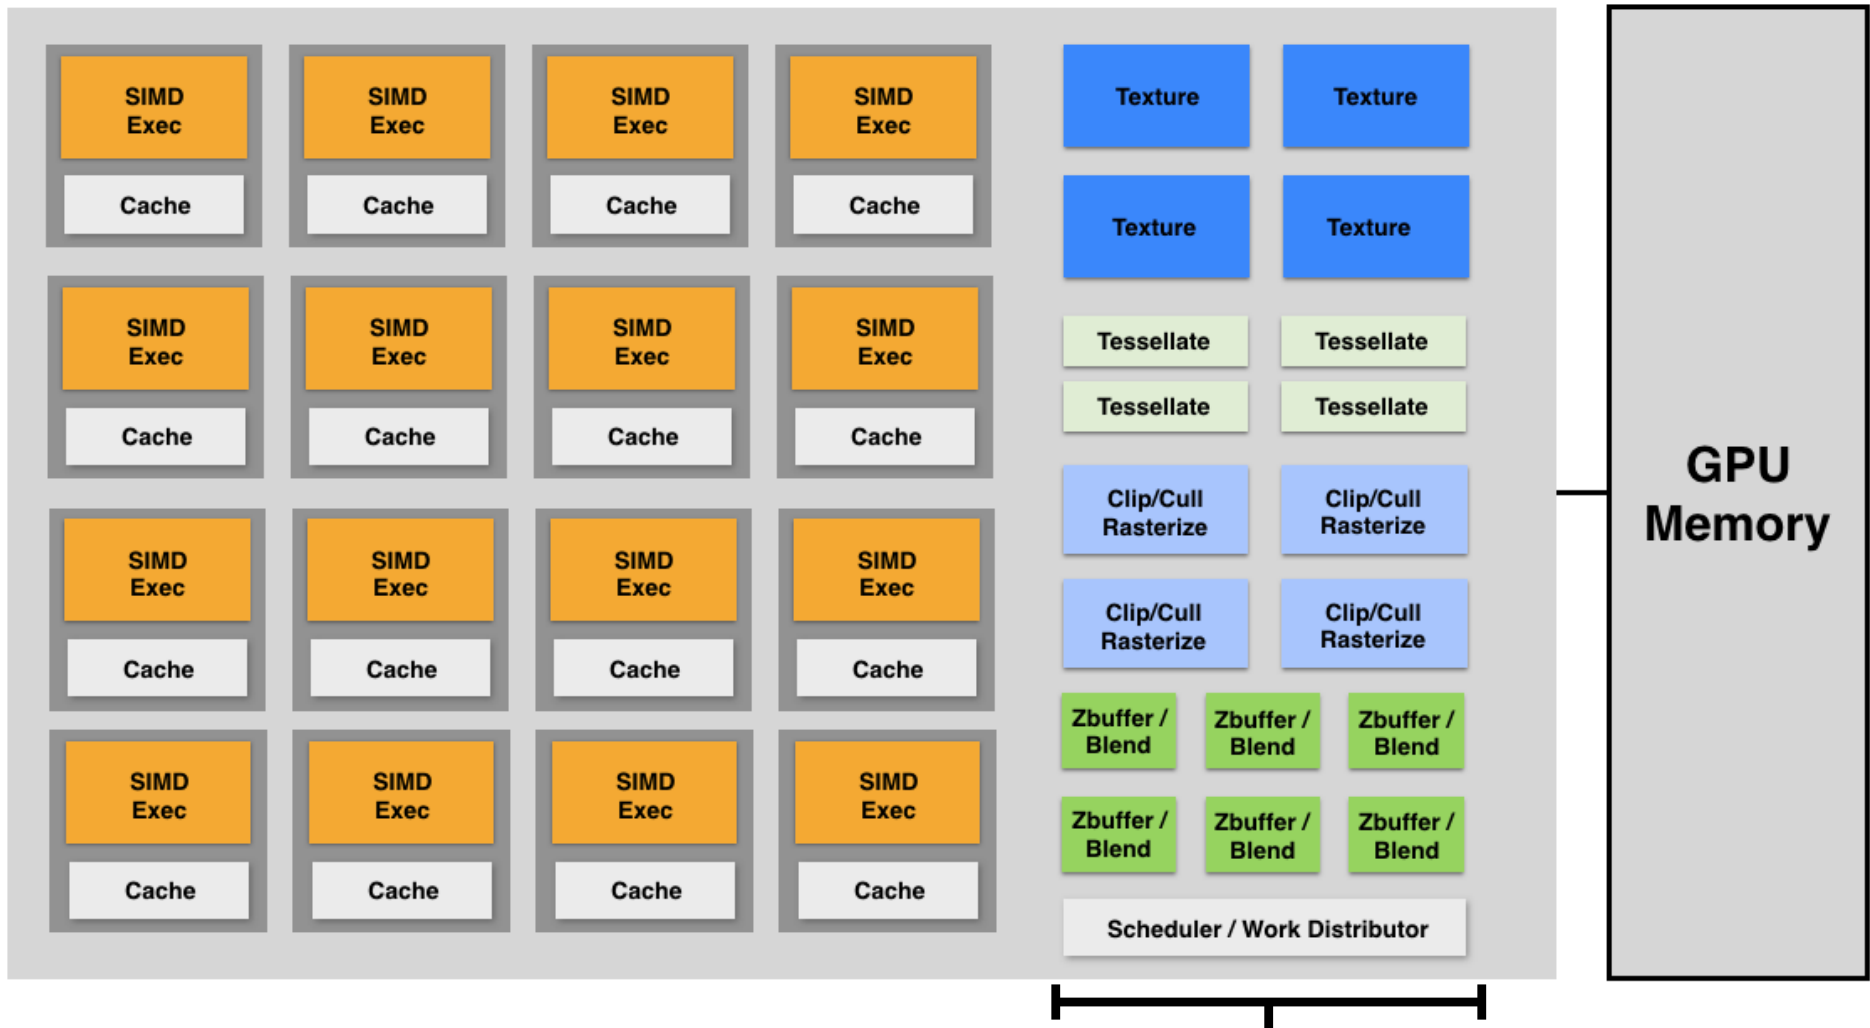 SIMD
Exec
Cache
SIMD
Exec
Cache
SIMD
Exec
Cache
SIMD
Exec
Cache
SIMD
Exec
Cache
SIMD
Exec
Cache
SIMD
Exec
Cache
SIMD
Exec
Cache
SIMD
Exec
Cache
SIMD
Exec
Cache
SIMD
Exec
Cache
SIMD
Exec
Cache
SIMD
Exec
Cache
SIMD
Exec
Cache
SIMD
Exec
Cache
SIMD
Exec
Cache
Texture
Texture
Texture
Texture
Tessellate
Tessellate
Tessellate
Tessellate
Clip/Cull
Rasterize
Clip/Cull
Rasterize
Clip/Cull
Rasterize
Clip/Cull
Rasterize
Zbuffer /
Blend
Zbuffer /
Blend
Zbuffer /
Blend
Zbuffer /
Blend
Zbuffer /
Blend
Zbuffer /
Blend
Scheduler / Work Distributor
GPU
Memory